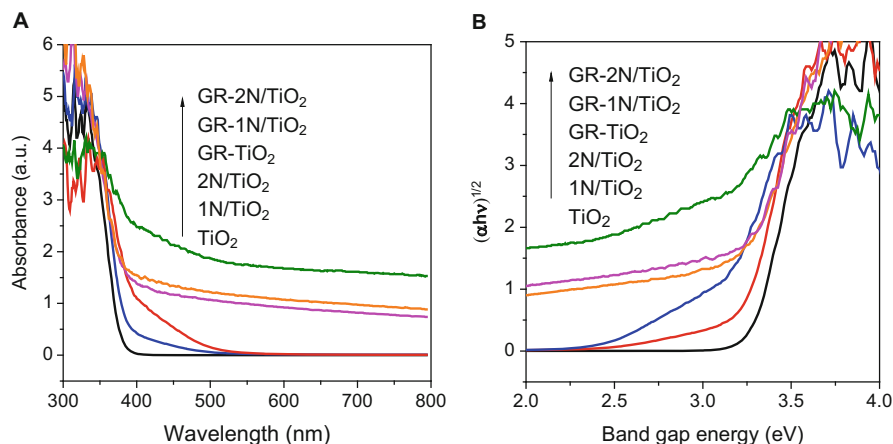 A
Absorbance (a.u.)
6
5
4
3
2
1
0
GR-2N/TiO₂
GR-1N/TiO₂
GR-TiO₂
2N/TiO₂
1N/TiO₂
TiO₂
300 400 500 600 700 800
Wavelength (nm)
B
(αhν)¹/²
5
4
3
2
1
0
GR-2N/TiO₂
GR-1N/TiO₂
GR-TiO₂
2N/TiO₂
1N/TiO₂
TiO₂
2.0 2.5 3.0 3.5 4.0
Band gap energy (eV)